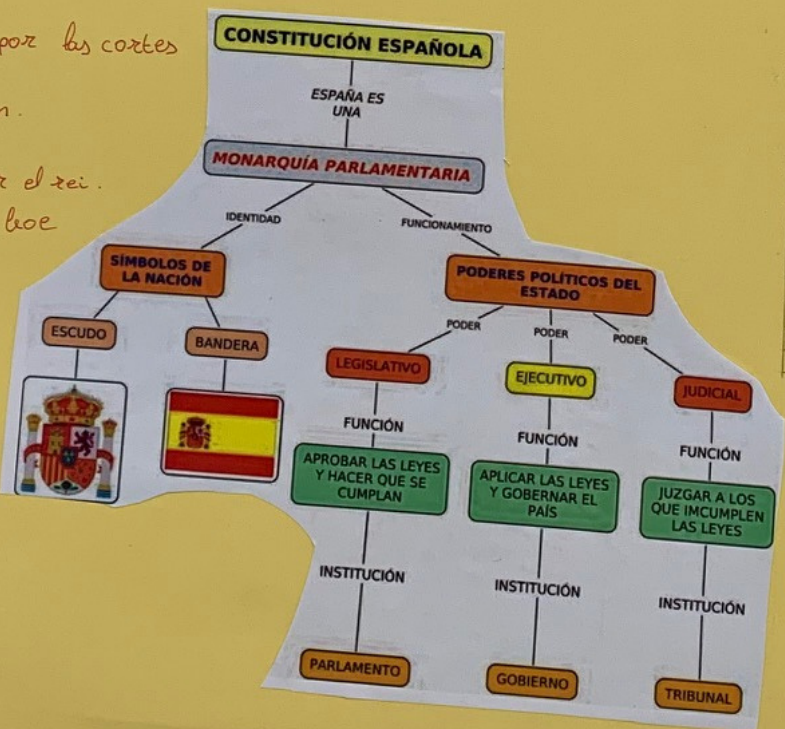 por las cortes
n.
r el rei.
boe
CONSTITUCIÓN ESPAÑOLA
ESPAÑA ES
UNA
MONARQUÍA PARLAMENTARIA
IDENTIDAD
FUNCIONAMIENTO
SÍMBOLOS DE
LA NACIÓN
PODERES POLÍTICOS DEL
ESTADO
ESCUDO
BANDERA
PODER
PODER
PODER
LEGISLATIVO
EJECUTIVO
JUDICIAL
FUNCIÓN
FUNCIÓN
FUNCIÓN
APROBAR LAS LEYES
Y HACER QUE SE
CUMPLAN
APLICAR LAS LEYES
Y GOBERNAR EL
PAÍS
JUZGAR A LOS
QUE IMCUMPLEN
LAS LEYES
INSTITUCIÓN
INSTITUCIÓN
INSTITUCIÓN
PARLAMENTO
GOBIERNO
TRIBUNAL